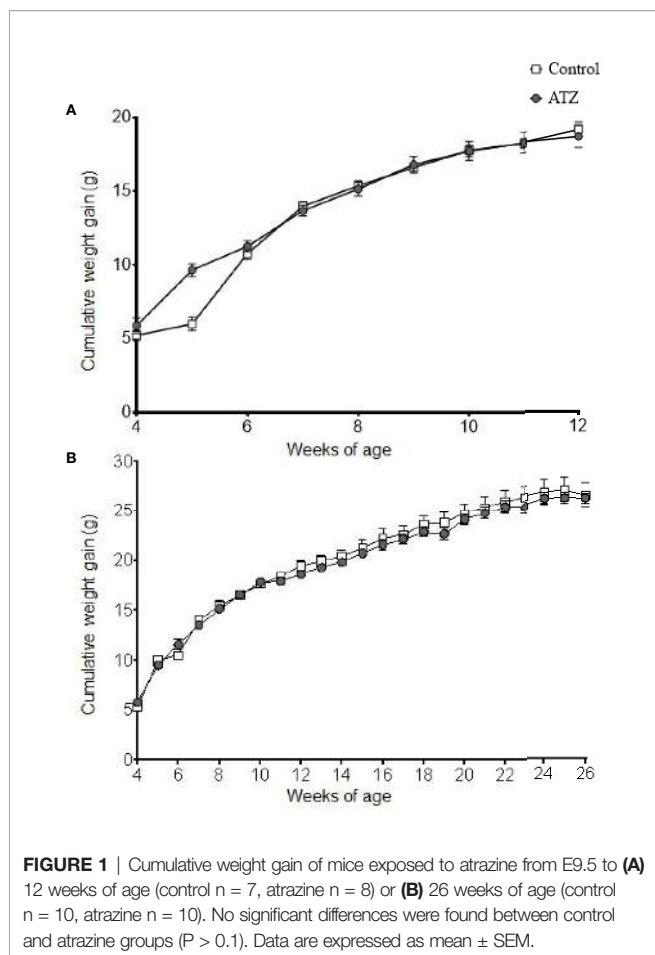 Control
ATZ
A
20
15
10
5
0
Cumulative weight gain (g)
4 6 8 10 12
Weeks of age
B
30
25
20
15
10
5
0
Cumulative weight gain (g)
4 6 8 10 12 14 16 18 20 22 24 26
Weeks of age
FIGURE 1 | Cumulative weight gain of mice exposed to atrazine from E9.5 to (A)
12 weeks of age (control n = 7, atrazine n = 8) or (B) 26 weeks of age (control
n = 10, atrazine n = 10). No significant differences were found between control
and atrazine groups (P > 0.1). Data are expressed as mean ± SEM.